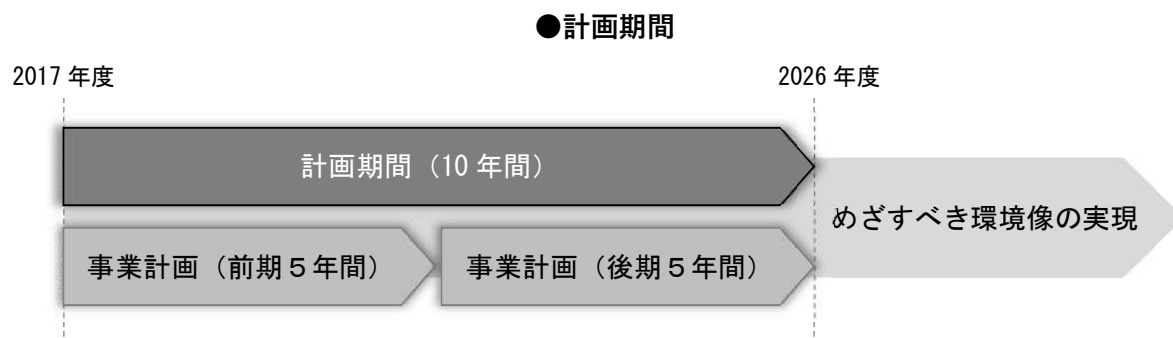 ●計画期間
2017 年度
2026 年度
計画期間（10 年間）
めざすべき環境像の実現
事業計画（前期５年間）
事業計画（後期５年間）